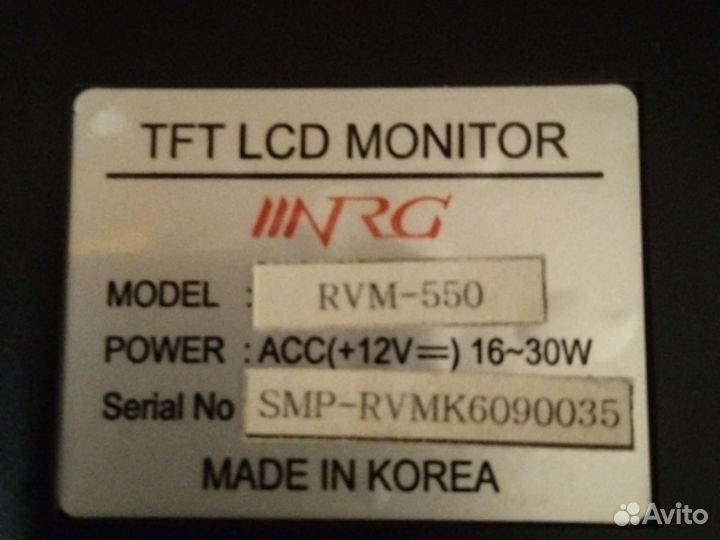 TFT LCD MONITOR
NRG
MODEL : RVM-550
POWER : ACC(+12V⎓) 16~30W
Serial No SMP-RVMK6090035
MADE IN KOREA
Avito